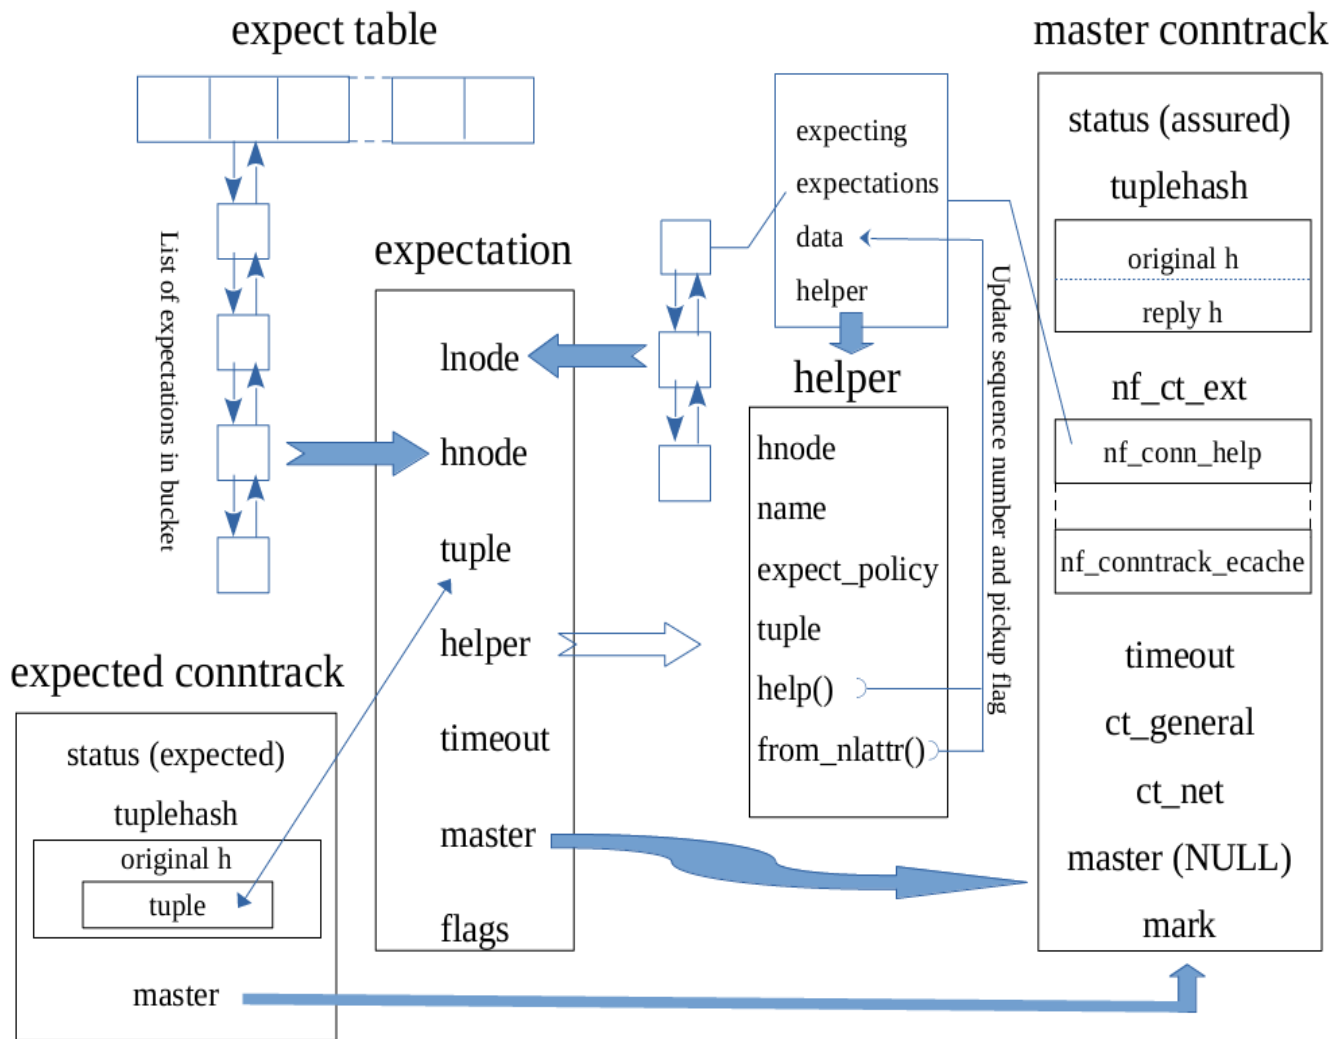 expect table
List of expectations in bucket
expectation
lnode
hnode
tuple
helper
timeout
master
flags
expected conntrack
status (expected)
tuplehash
original h
tuple
master
expecting
expectations
data
helper
helper
hnode
name
expect_policy
tuple
help()
from_nlattr()
Update sequence number and pickup flag
master conntrack
status (assured)
tuplehash
original h
reply h
nf_ct_ext
nf_conn_help
nf_conntrack_ecache
timeout
ct_general
ct_net
master (NULL)
mark